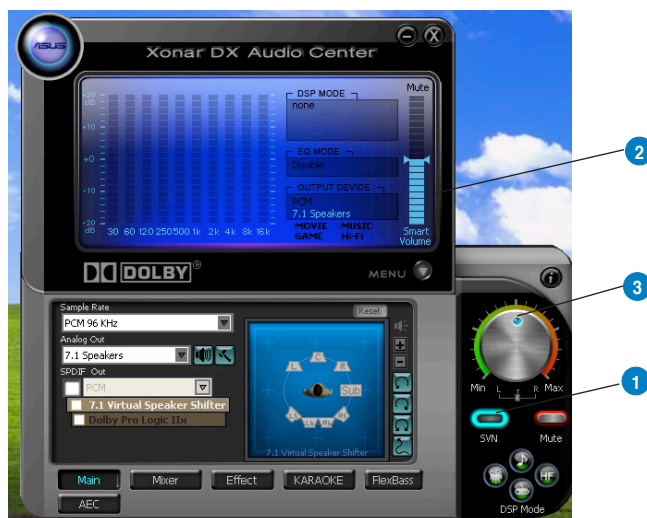 ASUS
Xonar DX Audio Center
+20
dB
+10
+0
-10
-20
dB
30 60 120 250 500 1k 2k 4k 8k 16k
DSP MODE
none
EQ MODE
Disable
OUTPUT DEVICE
PCM
7.1 Speakers
MOVIE MUSIC
GAME Hi-Fi
Mute
Smart
Volume
2
DOLBY®
MENU
i
Sample Rate
PCM 96 KHz
Analog Out
7.1 Speakers
SPDIF Out
PCM
7.1 Virtual Speaker Shifter
Dolby Pro Logic IIx
Reset
L C R
Sub
Ls Lb Rb Rs
7.1 Virtual Speaker Shifter
3
Min L R Max
1
SVN Mute
HF
DSP Mode
Main Mixer Effect KARAOKE FlexBass
AEC